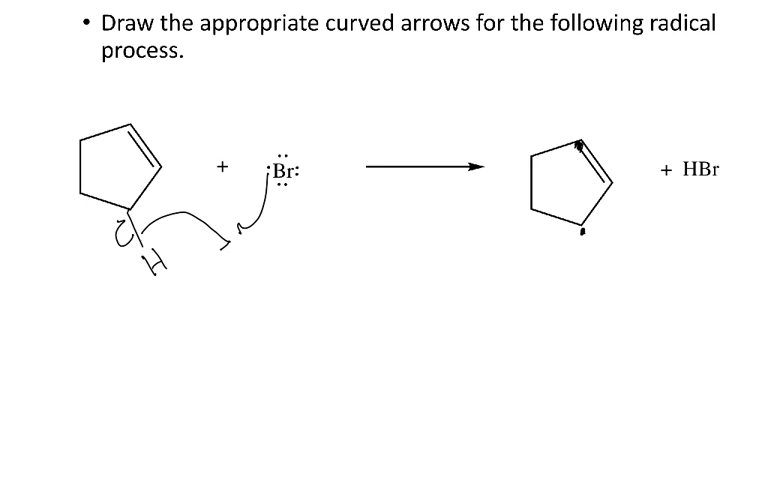 • Draw the appropriate curved arrows for the following radical
process.
+ ·Br: + HBr
H